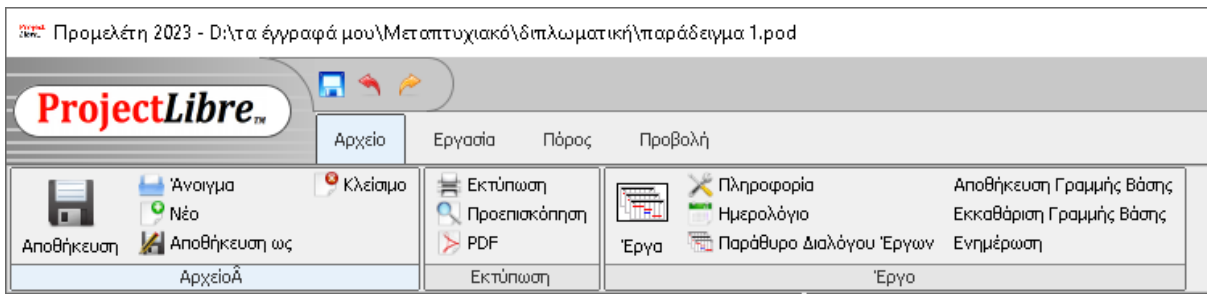 Προμελέτη 2023 - D:\τα έγγραφά μου\Μεταπτυχιακό\διπλωματική\παράδειγμα 1.pod
ProjectLibre™
Αρχείο Εργασία Πόρος Προβολή
Άνοιγμα Κλείσιμο Εκτύπωση Πληροφορία Αποθήκευση Γραμμής Βάσης
Νέο Προεπισκόπηση Ημερολόγιο Εκκαθάριση Γραμμής Βάσης
Αποθήκευση Αποθήκευση ως PDF Έργα Παράθυρο Διαλόγου Έργων Ενημέρωση
ΑρχείοÂ Εκτύπωση Έργο